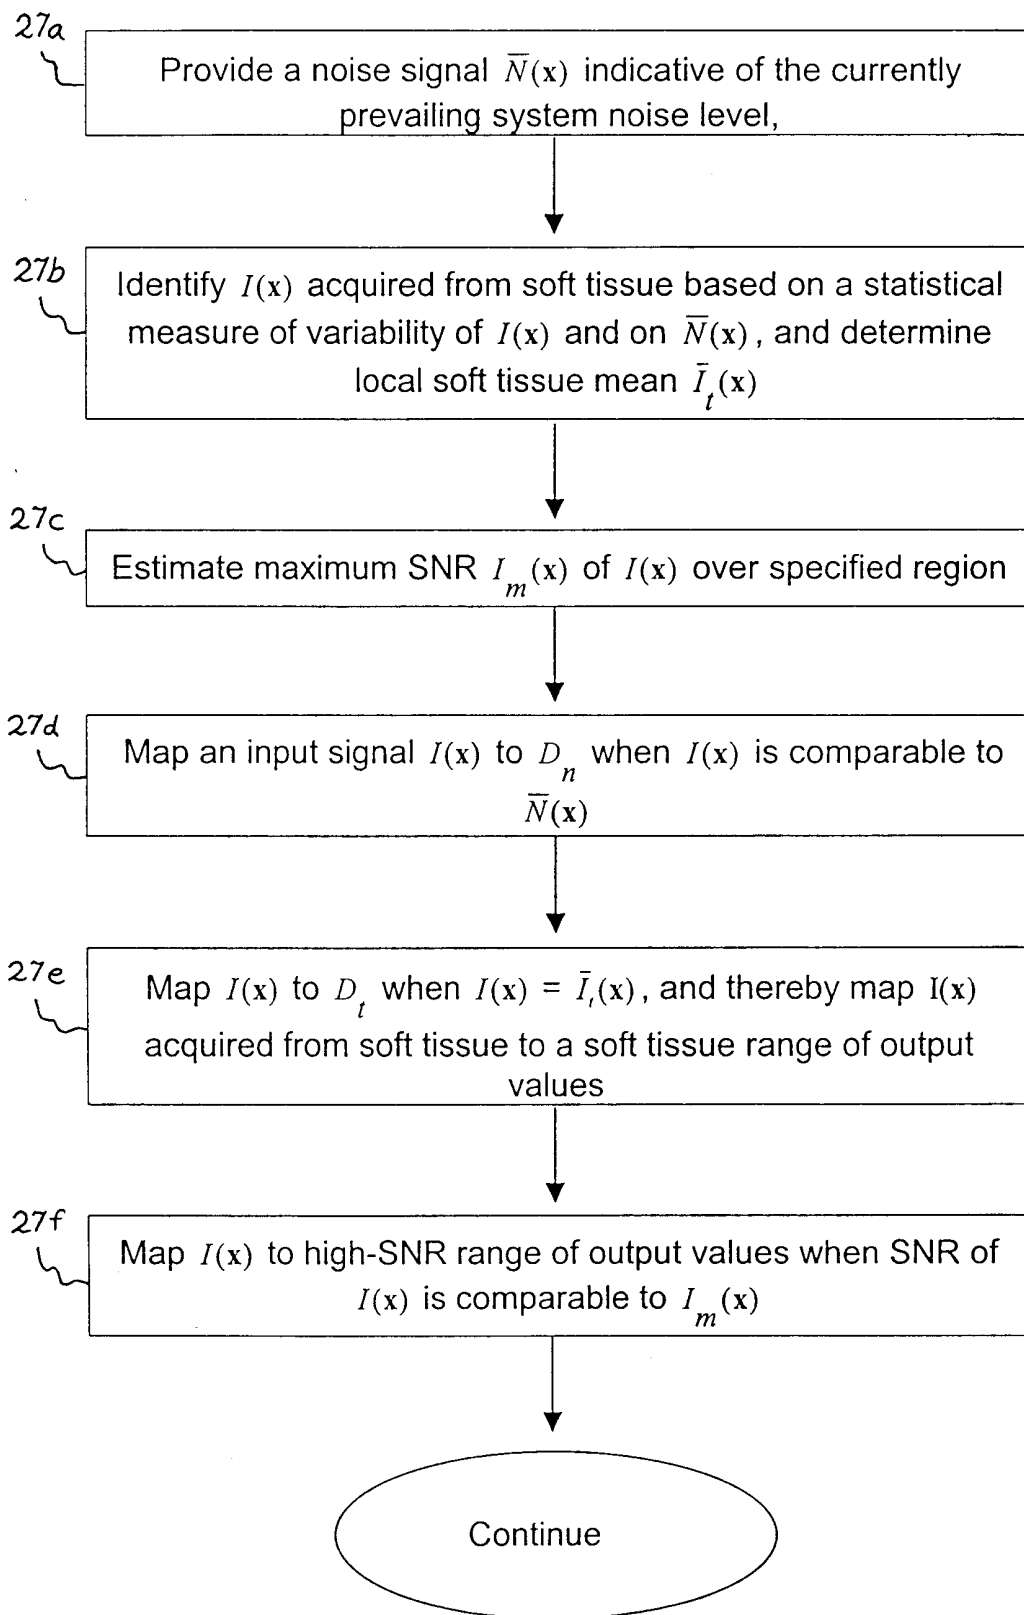 27a
Provide a noise signal N̅(x) indicative of the currently
prevailing system noise level,
27b
Identify I(x) acquired from soft tissue based on a statistical
measure of variability of I(x) and on N̅(x), and determine
local soft tissue mean I̅_t(x)
27c
Estimate maximum SNR I_m(x) of I(x) over specified region
27d
Map an input signal I(x) to D_n when I(x) is comparable to
N̅(x)
27e
Map I(x) to D_t when I(x) = I̅_t(x), and thereby map I(x)
acquired from soft tissue to a soft tissue range of output
values
27f
Map I(x) to high-SNR range of output values when SNR of
I(x) is comparable to I_m(x)
Continue